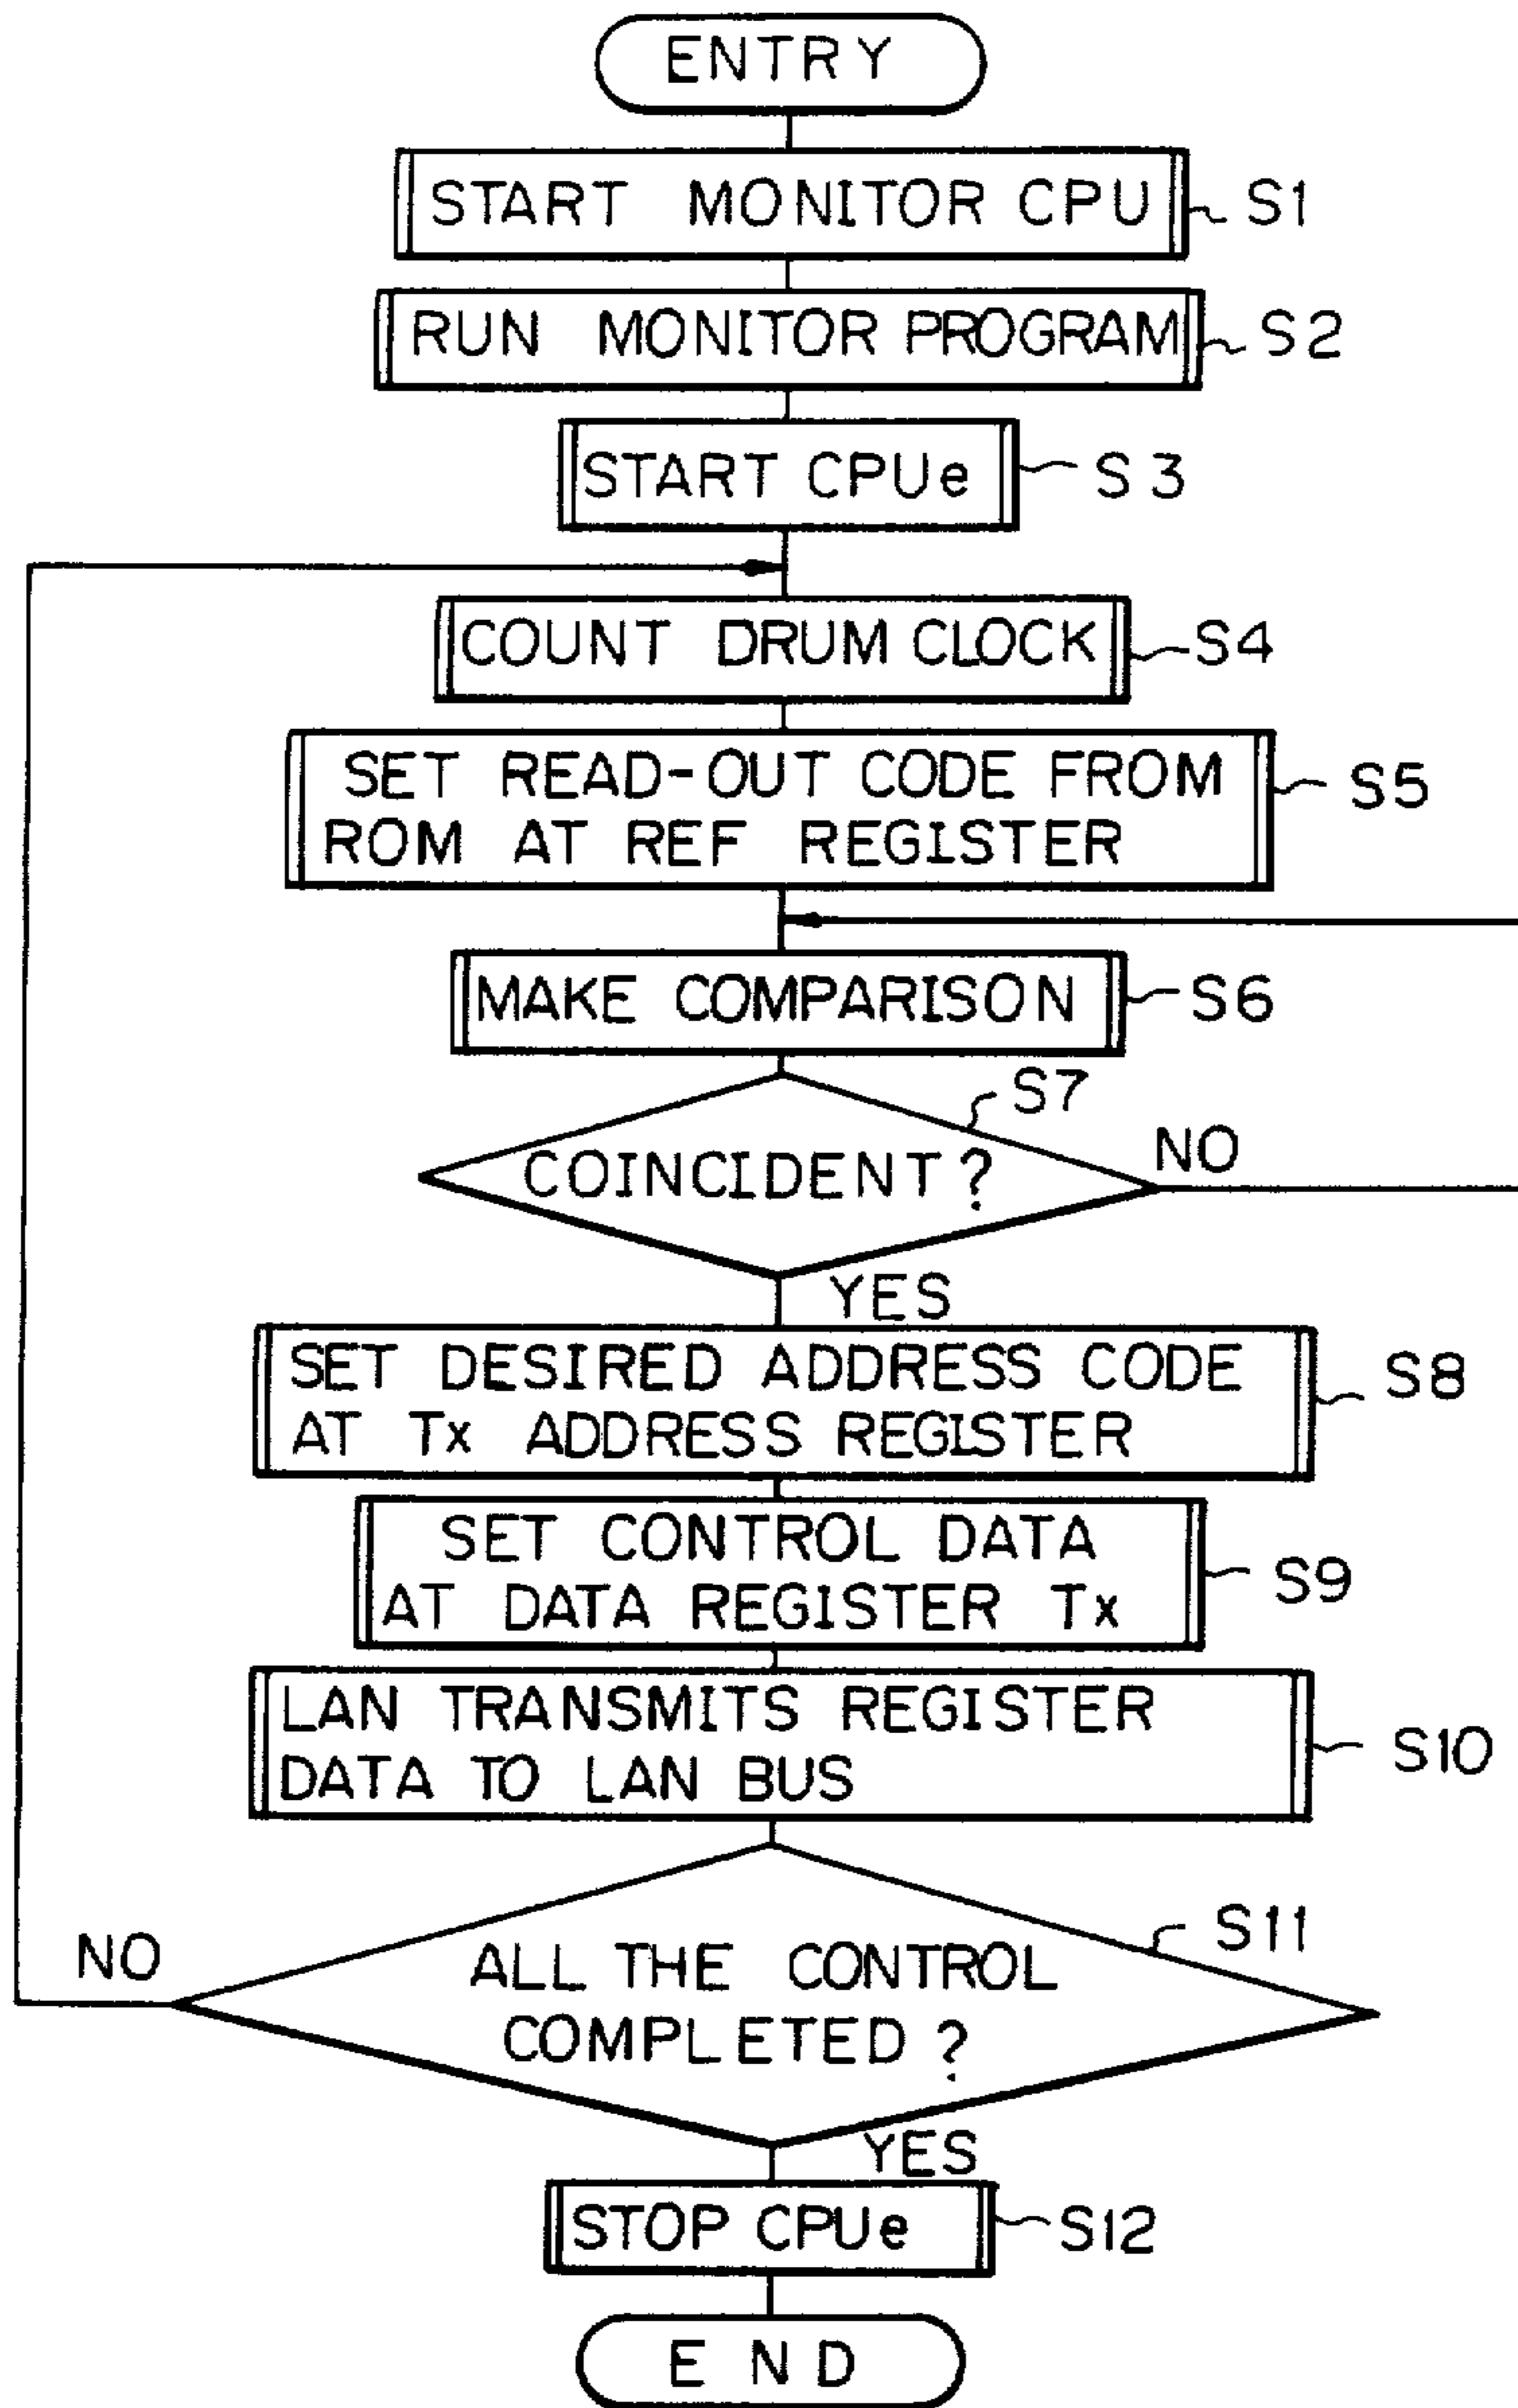 ENTRY
START MONITOR CPU
S1
RUN MONITOR PROGRAM
S2
START CPUe
S3
COUNT DRUM CLOCK
S4
SET READ-OUT CODE FROM
ROM AT REF REGISTER
S5
MAKE COMPARISON
S6
S7
COINCIDENT?
NO
YES
SET DESIRED ADDRESS CODE
AT Tx ADDRESS REGISTER
S8
SET CONTROL DATA
AT DATA REGISTER Tx
S9
LAN TRANSMITS REGISTER
DATA TO LAN BUS
S10
S11
NO
ALL THE CONTROL
COMPLETED?
YES
STOP CPUe
S12
END